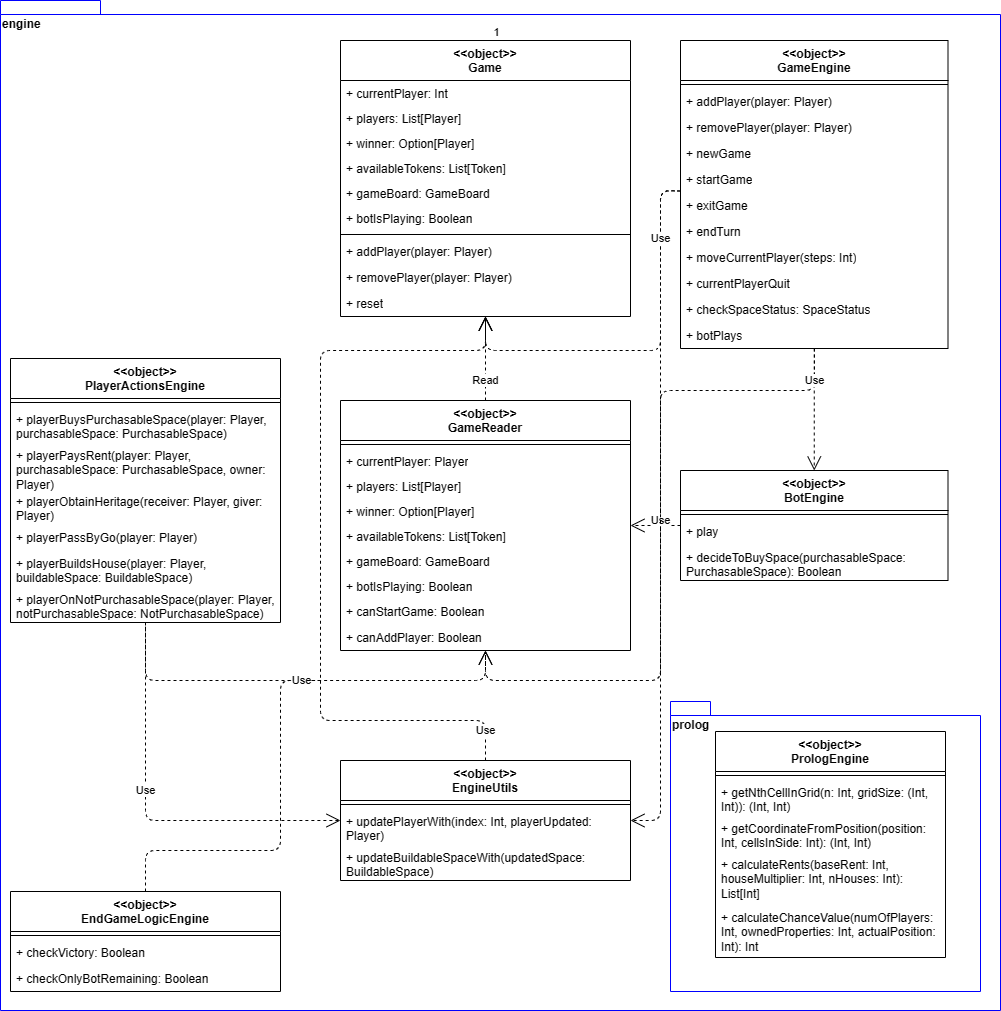 engine
1
<<object>>
Game
+ currentPlayer: Int
+ players: List[Player]
+ winner: Option[Player]
+ availableTokens: List[Token]
+ gameBoard: GameBoard
+ botIsPlaying: Boolean
+ addPlayer(player: Player)
+ removePlayer(player: Player)
+ reset
<<object>>
GameEngine
+ addPlayer(player: Player)
+ removePlayer(player: Player)
+ newGame
+ startGame
+ exitGame
+ endTurn
+ moveCurrentPlayer(steps: Int)
+ currentPlayerQuit
+ checkSpaceStatus: SpaceStatus
+ botPlays
Use
Read
Use
<<object>>
PlayerActionsEngine
+ playerBuysPurchasableSpace(player: Player,
purchasableSpace: PurchasableSpace)
+ playerPaysRent(player: Player,
purchasableSpace: PurchasableSpace, owner:
Player)
+ playerObtainHeritage(receiver: Player, giver:
Player)
+ playerPassByGo(player: Player)
+ playerBuildsHouse(player: Player,
buildableSpace: BuildableSpace)
+ playerOnNotPurchasableSpace(player: Player,
notPurchasableSpace: NotPurchasableSpace)
<<object>>
GameReader
+ currentPlayer: Player
+ players: List[Player]
+ winner: Option[Player]
+ availableTokens: List[Token]
+ gameBoard: GameBoard
+ botIsPlaying: Boolean
+ canStartGame: Boolean
+ canAddPlayer: Boolean
Use
<<object>>
BotEngine
+ play
+ decideToBuySpace(purchasableSpace:
PurchasableSpace): Boolean
Use
Use
Use
<<object>>
EngineUtils
+ updatePlayerWith(index: Int, playerUpdated:
Player)
+ updateBuildableSpaceWith(updatedSpace:
BuildableSpace)
prolog
<<object>>
PrologEngine
+ getNthCellInGrid(n: Int, gridSize: (Int,
Int)): (Int, Int)
+ getCoordinateFromPosition(position:
Int, cellsInSide: Int): (Int, Int)
+ calculateRents(baseRent: Int,
houseMultiplier: Int, nHouses: Int):
List[Int]
+ calculateChanceValue(numOfPlayers:
Int, ownedProperties: Int, actualPosition:
Int): Int
<<object>>
EndGameLogicEngine
+ checkVictory: Boolean
+ checkOnlyBotRemaining: Boolean